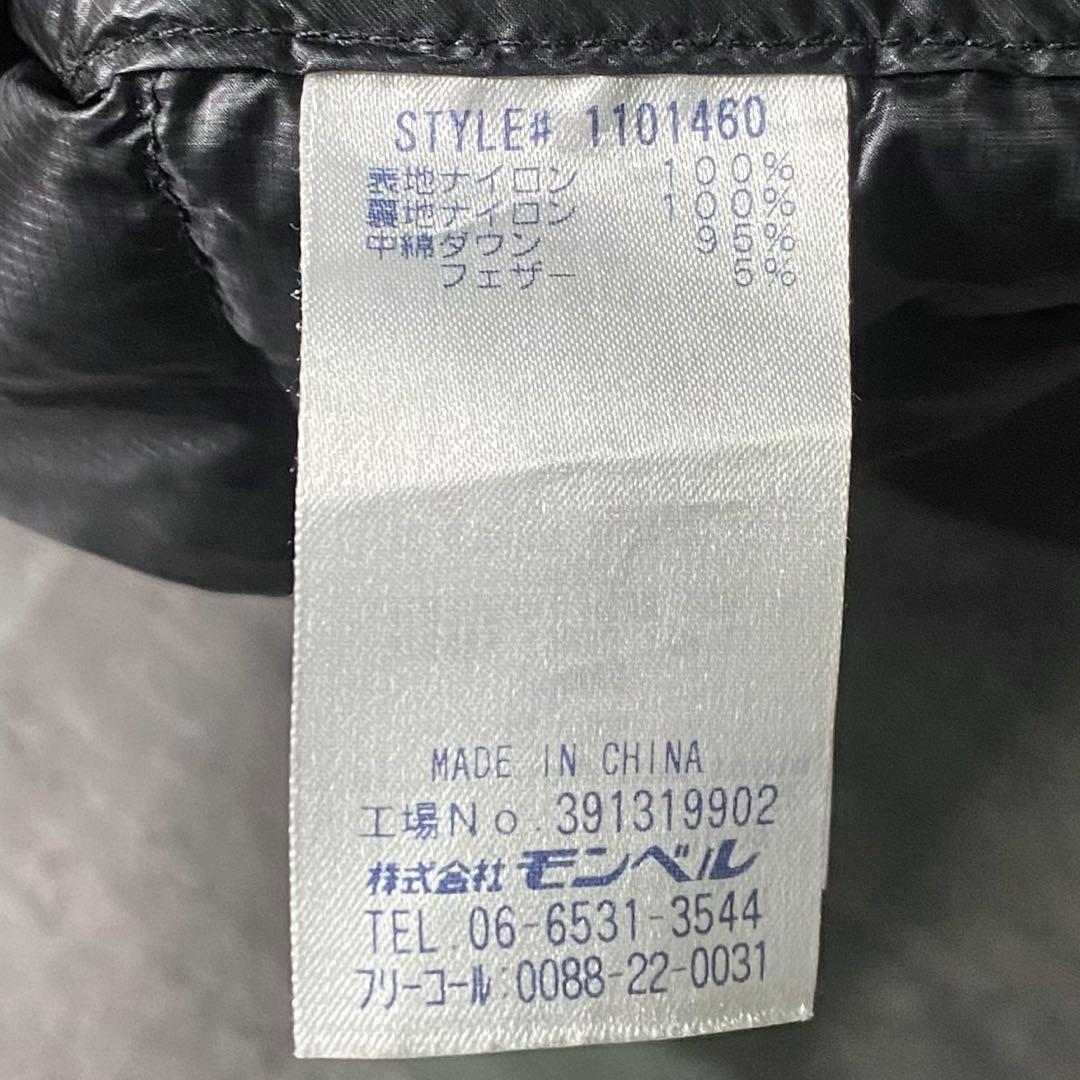 STYLE# 1101460
表地ナイロン 100%
裏地ナイロン 100%
中綿ダウン 95%
フェザー 5%
MADE IN CHINA
工場No.391319902
株式会社モンベル
TEL.06-6531-3544
フリーコール:0088-22-0031